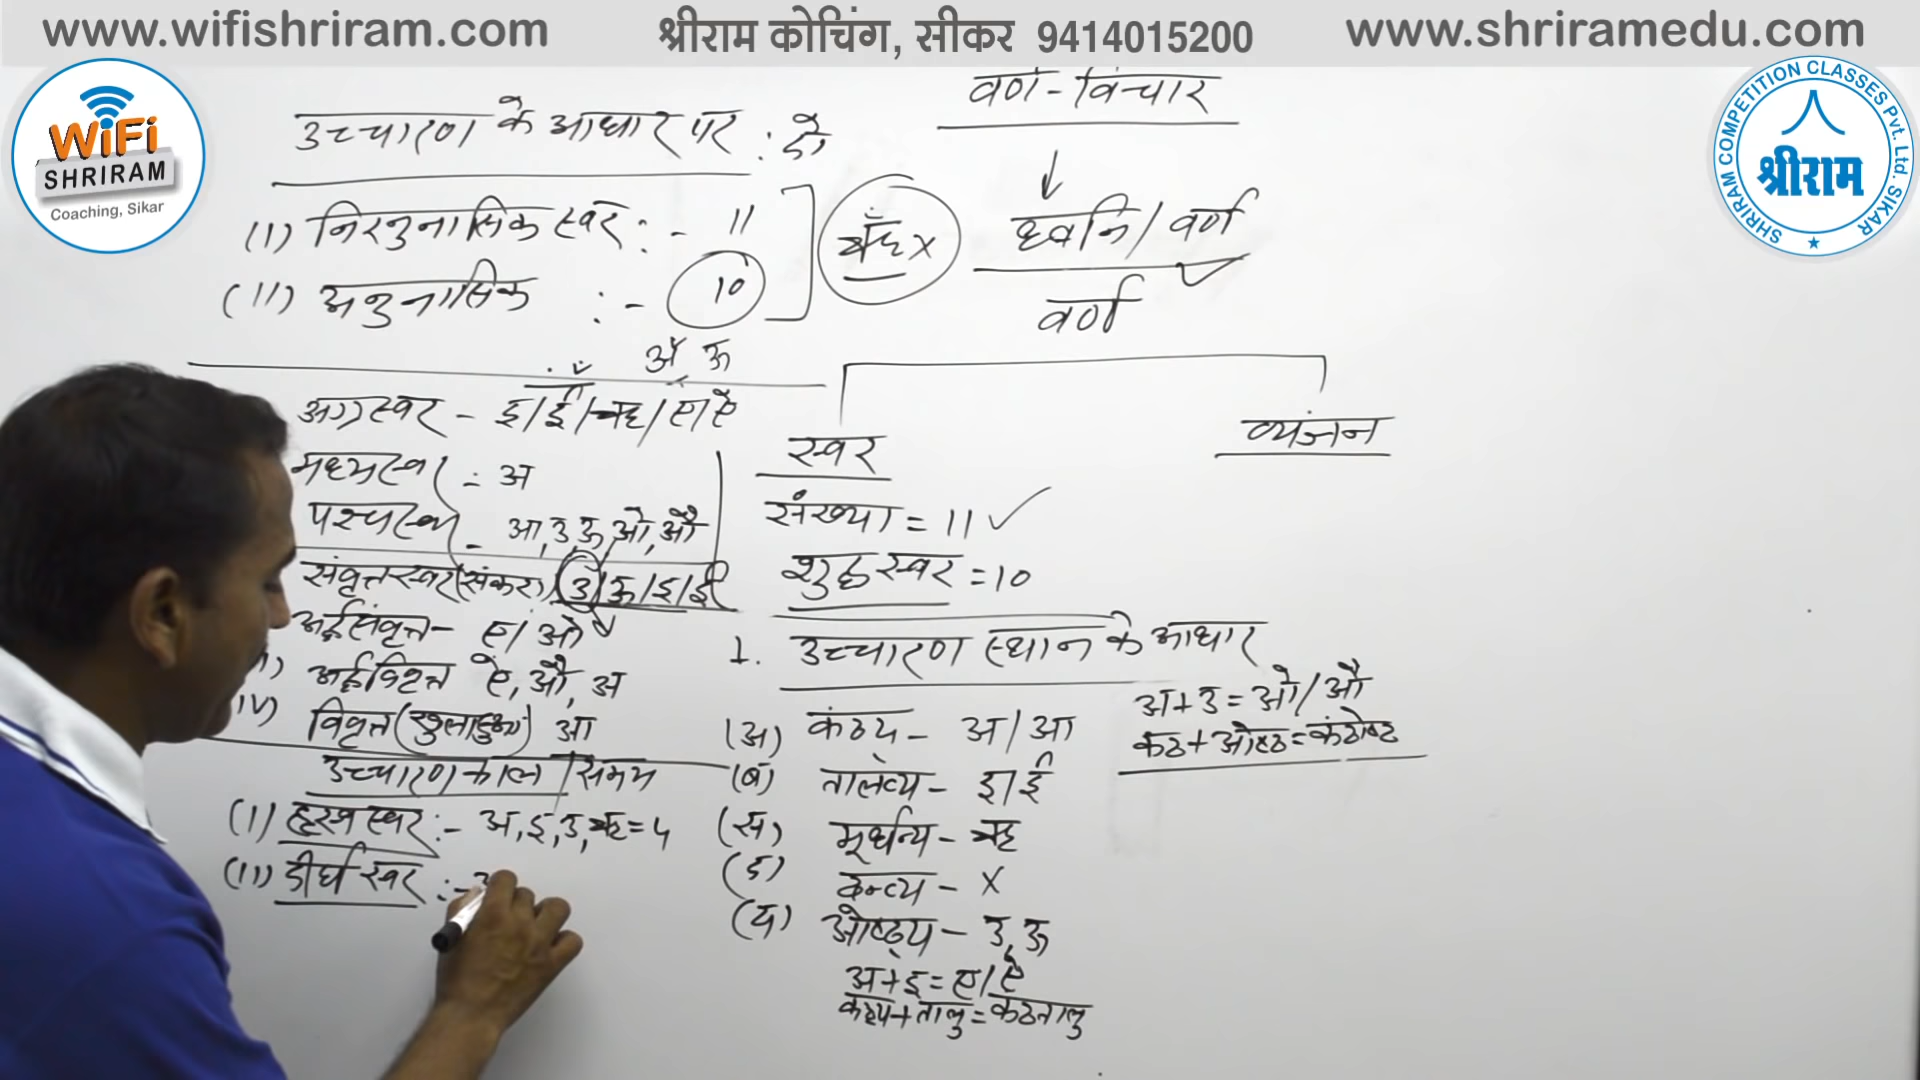 www.wifishriram.com
श्रीराम कोचिंग, सीकर 9414015200
www.shriramedu.com
WiFi
SHRIRAM
Coaching, Sikar
SHRIRAM COMPETITION CLASSES Pvt. Ltd. SIKAR
श्रीराम
वर्ण-विचार
ध्वनि/वर्ण
वर्ण
स्वर
व्यंजन
संख्या = 11
शुद्ध स्वर = 10
1. उच्चारण स्थान के आधार
(अ) कंठ्य - अ/आ
(ब) तालव्य - इ/ई
(स) मूर्धन्य - ऋ
(द) दन्त्य - X
(य) ओष्ठ्य - उ, ऊ
अ+इ = ए/ऐ
कंठ्य+तालु = कंठतालु
अ+उ = ओ/औ
कंठ+ओष्ठ = कंठोष्ठ
उच्चारण के आधार पर : दो
(I) निरनुनासिक स्वर :- 11
(II) अनुनासिक :- 10
अँ ऊँ
अग्रस्वर - इ/ई/ऋ/ए/ऐ
मध्यस्वर - अ
पश्चस्वर - आ, उ, ऊ, ओ, औ
संवृत्त स्वर (संकरा) उ/ऊ/इ/ई
अर्द्धसंवृत्त - ए/ओ
अर्द्धविवृत्त ऐ, औ, अ
IV) विवृत्त (खुला हुआ) आ
उच्चारण काल/समय
(I) ह्रस्व स्वर :- अ, इ, उ, ऋ = 4
(II) दीर्घ स्वर :-